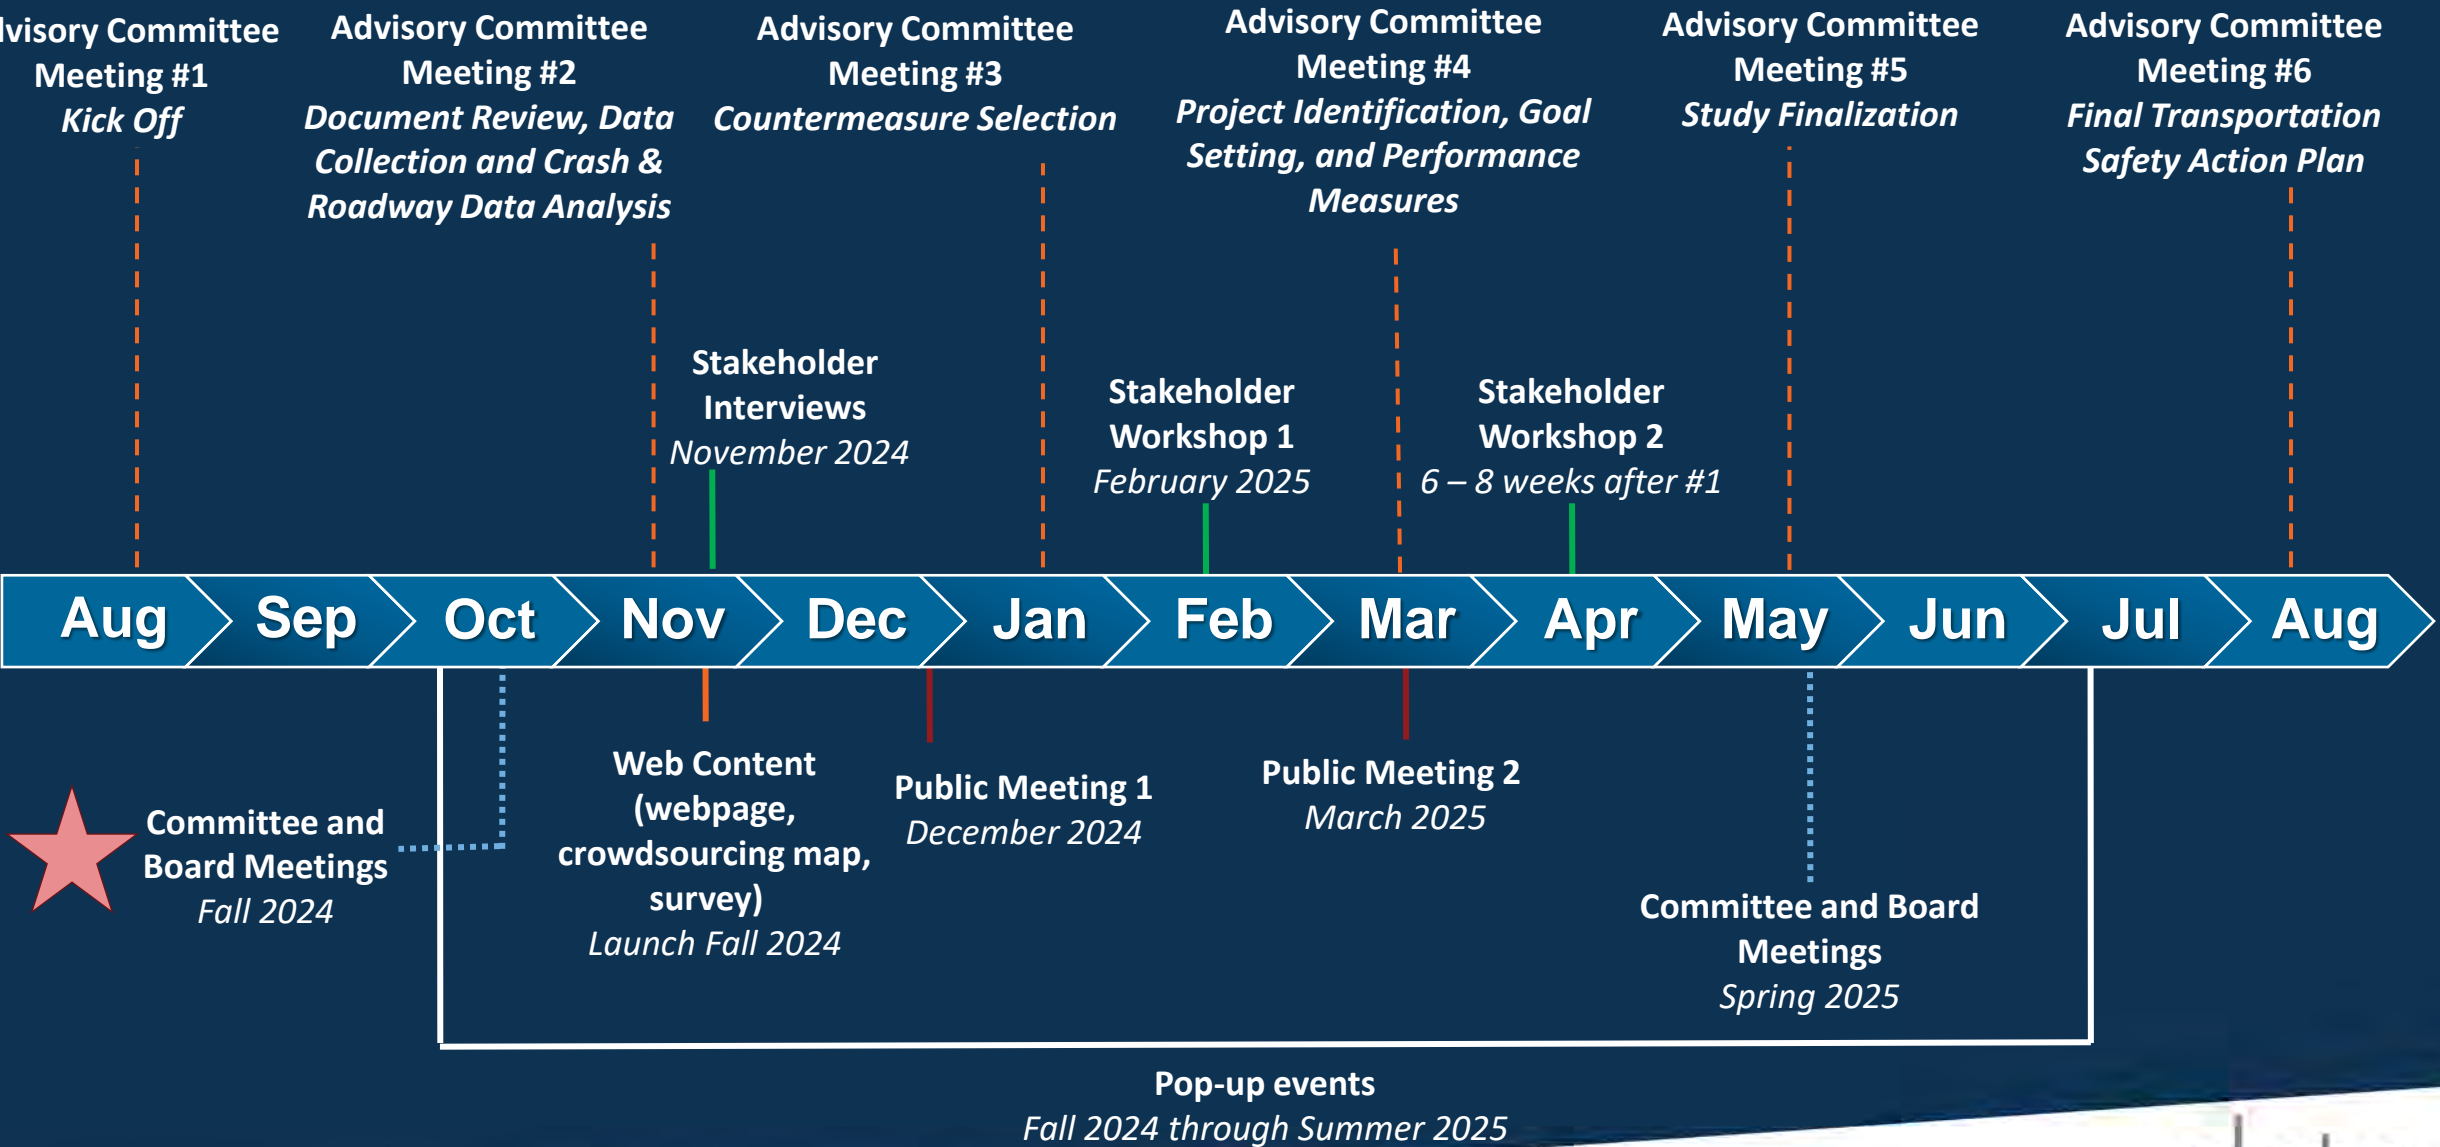 dvisory Committee
Meeting #1
Kick Off
Advisory Committee
Meeting #2
Document Review, Data
Collection and Crash &
Roadway Data Analysis
Advisory Committee
Meeting #3
Countermeasure Selection
Advisory Committee
Meeting #4
Project Identification, Goal
Setting, and Performance
Measures
Advisory Committee
Meeting #5
Study Finalization
Advisory Committee
Meeting #6
Final Transportation
Safety Action Plan
Stakeholder
Interviews
November 2024
Stakeholder
Workshop 1
February 2025
Stakeholder
Workshop 2
6 – 8 weeks after #1
Aug Sep Oct Nov Dec Jan Feb Mar Apr May Jun Jul Aug
Committee and
Board Meetings
Fall 2024
Web Content
(webpage,
crowdsourcing map,
survey)
Launch Fall 2024
Public Meeting 1
December 2024
Public Meeting 2
March 2025
Committee and Board
Meetings
Spring 2025
Pop-up events
Fall 2024 through Summer 2025